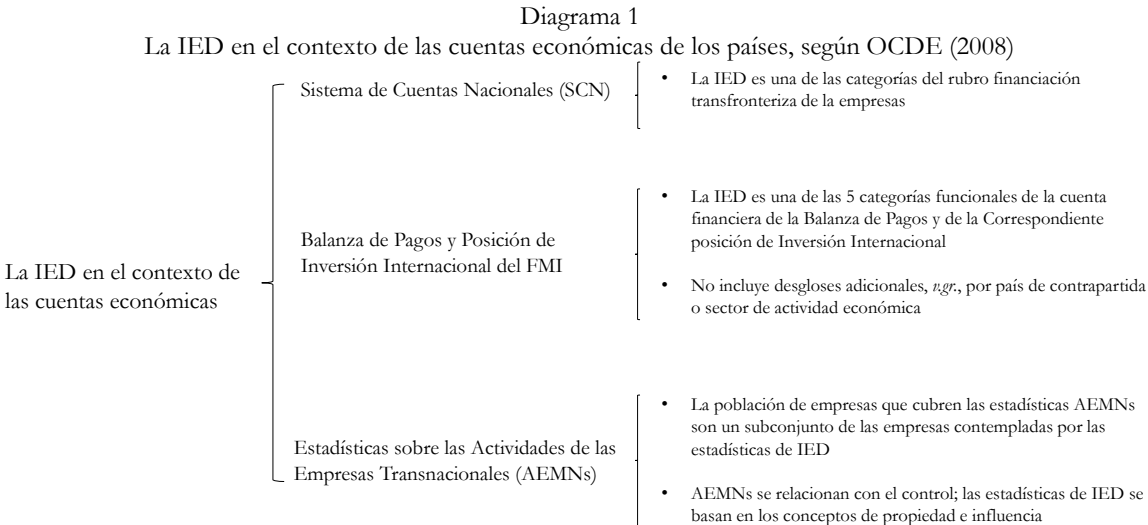 Diagrama 1
La IED en el contexto de las cuentas económicas de los países, según OCDE (2008)
La IED en el contexto de
las cuentas económicas
Sistema de Cuentas Nacionales (SCN)
• La IED es una de las categorías del rubro financiación
transfronteriza de la empresas
Balanza de Pagos y Posición de
Inversión Internacional del FMI
• La IED es una de las 5 categorías funcionales de la cuenta
financiera de la Balanza de Pagos y de la Correspondiente
posición de Inversión Internacional
• No incluye desgloses adicionales, v.gr., por país de contrapartida
o sector de actividad económica
Estadísticas sobre las Actividades de las
Empresas Transnacionales (AEMNs)
• La población de empresas que cubren las estadísticas AEMNs
son un subconjunto de las empresas contempladas por las
estadísticas de IED
• AEMNs se relacionan con el control; las estadísticas de IED se
basan en los conceptos de propiedad e influencia